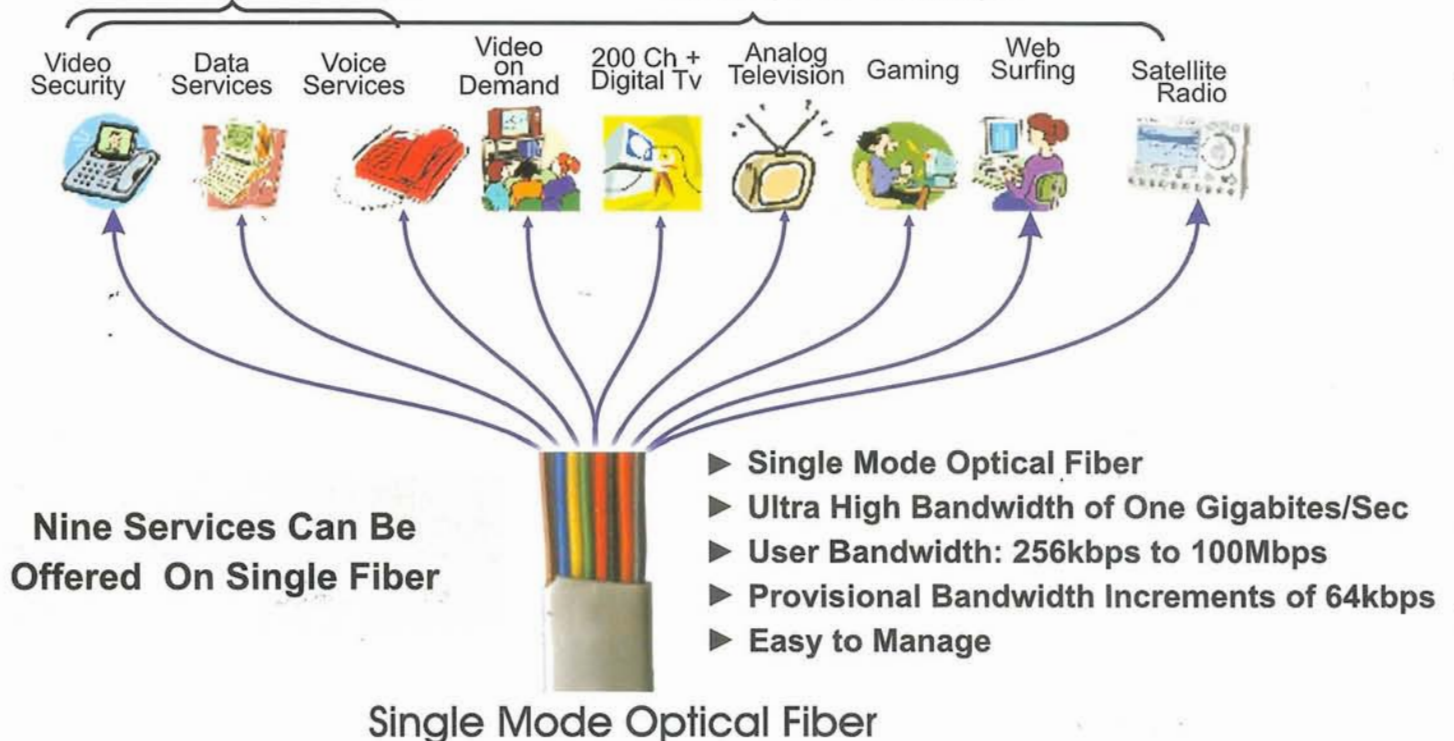 Video
Security
Data
Services
Voice
Services
Video
on
Demand
200 Ch +
Digital Tv
Analog
Television
Gaming
Web
Surfing
Satellite
Radio
Nine Services Can Be
Offered On Single Fiber
► Single Mode Optical Fiber
► Ultra High Bandwidth of One Gigabites/Sec
► User Bandwidth: 256kbps to 100Mbps
► Provisional Bandwidth Increments of 64kbps
► Easy to Manage
Single Mode Optical Fiber